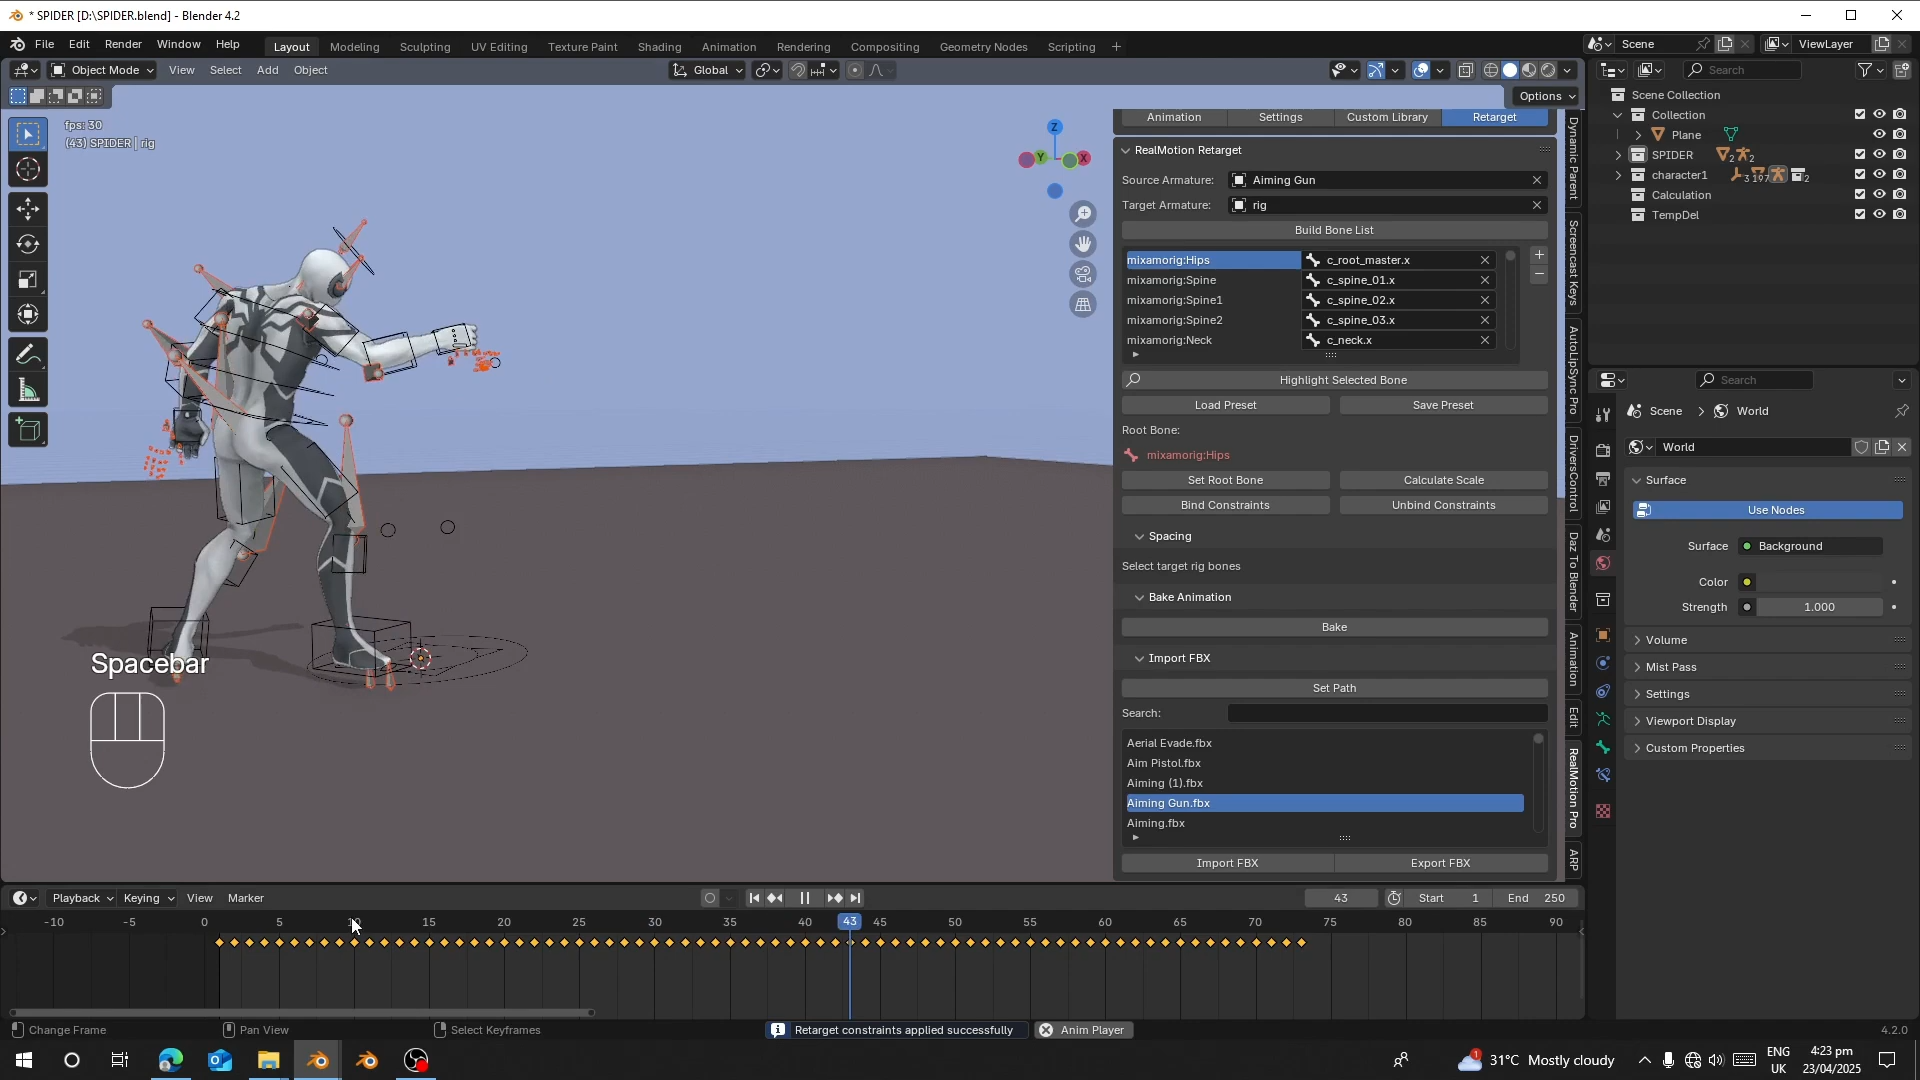 * SPIDER [D:\SPIDER.blend] - Blender 4.2
File Edit Render Window Help
Layout Modeling Sculpting UV Editing Texture Paint Shading Animation Rendering Compositing Geometry Nodes Scripting +
Scene
ViewLayer
Object Mode View Select Add Object
Global
Options
fps: 30
(43) SPIDER | rig
Z
Y
X
Spacebar
Animation Settings Custom Library Retarget
RealMotion Retarget
Source Armature: Aiming Gun
Target Armature: rig
Build Bone List
mixamorig:Hips c_root_master.x
mixamorig:Spine c_spine_01.x
mixamorig:Spine1 c_spine_02.x
mixamorig:Spine2 c_spine_03.x
mixamorig:Neck c_neck.x
Highlight Selected Bone
Load Preset Save Preset
Root Bone:
mixamorig:Hips
Set Root Bone Calculate Scale
Bind Constraints Unbind Constraints
Spacing
Select target rig bones
Bake Animation
Bake
Import FBX
Set Path
Search:
Aerial Evade.fbx
Aim Pistol.fbx
Aiming (1).fbx
Aiming Gun.fbx
Aiming.fbx
Import FBX Export FBX
Dynamic Parent
Screencast Keys
AutoLipSync Pro
DriversControl
Daz To Blender
Animation
Edit
RealMotion Pro
ARP
Search
Scene Collection
Collection
Plane
SPIDER 2 2
character1 3 197 2
Calculation
TempDel
Search
Scene > World
World
Surface
Use Nodes
Surface Background
Color
Strength 1.000
Volume
Mist Pass
Settings
Viewport Display
Custom Properties
Playback Keying View Marker
43 Start 1 End 250
-10 -5 0 5 10 15 20 25 30 35 40 43 45 50 55 60 65 70 75 80 85 90
Change Frame Pan View Select Keyframes Retarget constraints applied successfully Anim Player 4.2.0
1 31°C Mostly cloudy
ENG
UK
4:23 pm
23/04/2025